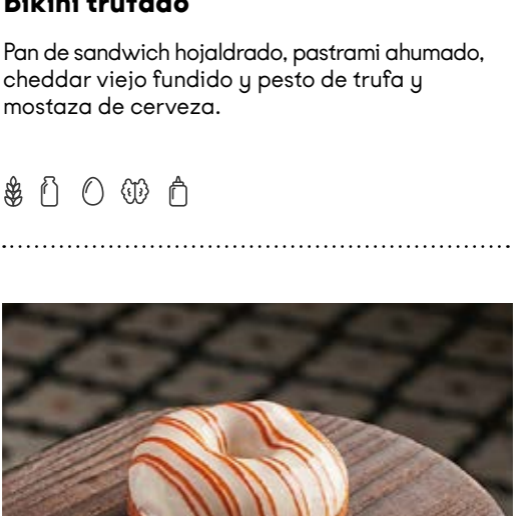 Bikini trufado
Pan de sandwich hojaldrado, pastrami ahumado,
cheddar viejo fundido y pesto de trufa y
mostaza de cerveza.